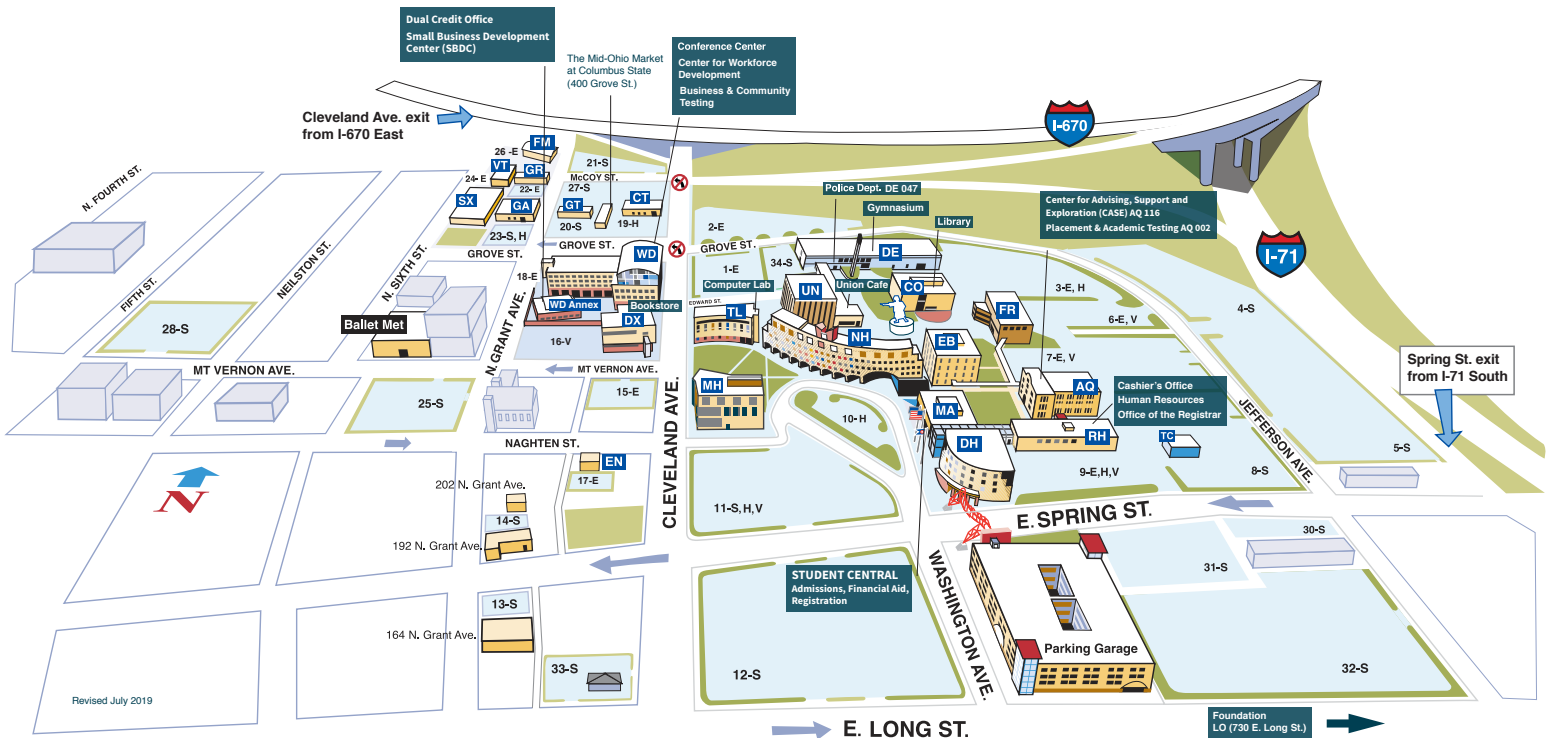 Dual Credit Office
Small Business Development
Center (SBDC)
The Mid-Ohio Market
at Columbus State
(400 Grove St.)
Conference Center
Center for Workforce
Development
Business & Community
Testing
Cleveland Ave. exit
from I-670 East
I-670
I-71
FM
26 -E
VT
GR
24- E
22- E
SX
GA
23-S, H
21-S
McCOY ST.
27-S
GT
CT
20-S
19-H
GROVE ST.
GROVE ST.
GROVE ST.
N. FOURTH ST.
FIFTH ST.
NEILSTON ST.
N. SIXTH ST.
N. GRANT AVE.
CLEVELAND AVE.
JEFFERSON AVE.
WASHINGTON AVE.
Police Dept. DE 047
Gymnasium
Library
Center for Advising, Support and
Exploration (CASE) AQ 116
Placement & Academic Testing AQ 002
2-E
1-E
34-S
DE
WD
18-E
WD Annex
Bookstore
DX
16-V
Computer Lab
EDWARD ST.
TL
UN
Union Cafe
CO
FR
3-E, H
6-E, V
4-S
NH
EB
7-E, V
28-S
Ballet Met
MT VERNON AVE.
MT VERNON AVE.
15-E
25-S
MH
10- H
MA
AQ
Cashier's Office
Human Resources
Office of the Registrar
Spring St. exit
from I-71 South
NAGHTEN ST.
DH
RH
TC
5-S
8-S
9-E,H,V
N
EN
17-E
202 N. Grant Ave.
14-S
192 N. Grant Ave.
11-S, H,V
E. SPRING ST.
30-S
31-S
STUDENT CENTRAL
Admissions, Financial Aid,
Registration
13-S
164 N. Grant Ave.
33-S
12-S
Parking Garage
32-S
Revised July 2019
E. LONG ST.
Foundation
LO (730 E. Long St.)